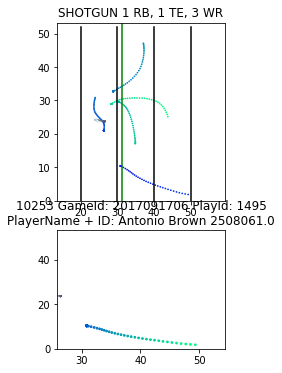 SHOTGUN 1 RB, 1 TE, 3 WR
50
40
30
20
10
0
20 30 40 50
10253 GameId: 2017091706 PlayId: 1495
PlayerName + ID: Antonio Brown 2508061.0
40
20
0
30 40 50